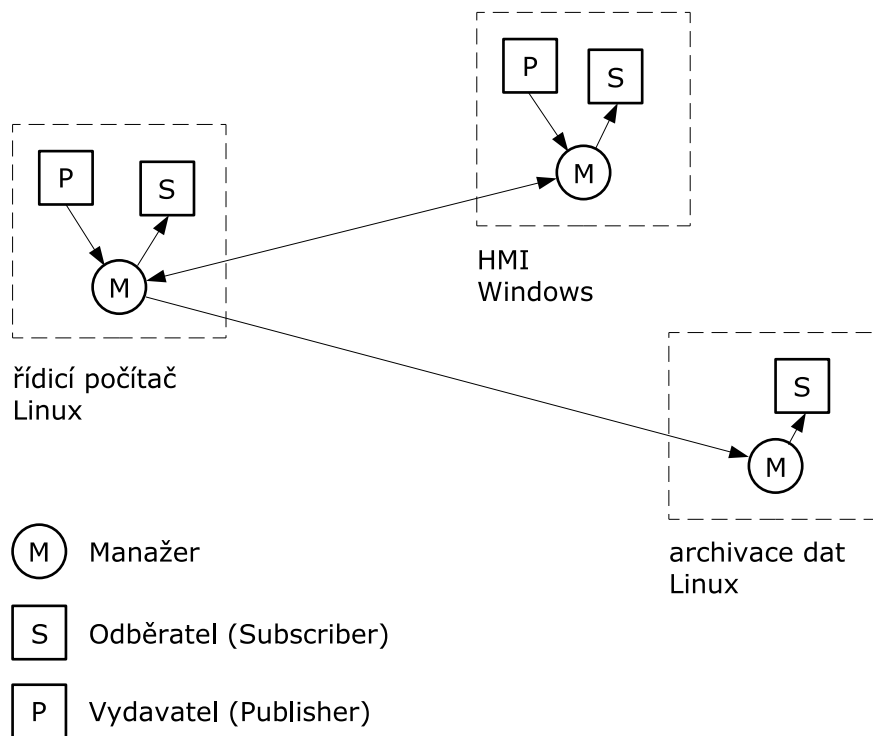 P
S
M
HMI
Windows
P
S
M
řídicí počítač
Linux
S
M
archivace dat
Linux
M Manažer
S Odběratel (Subscriber)
P Vydavatel (Publisher)